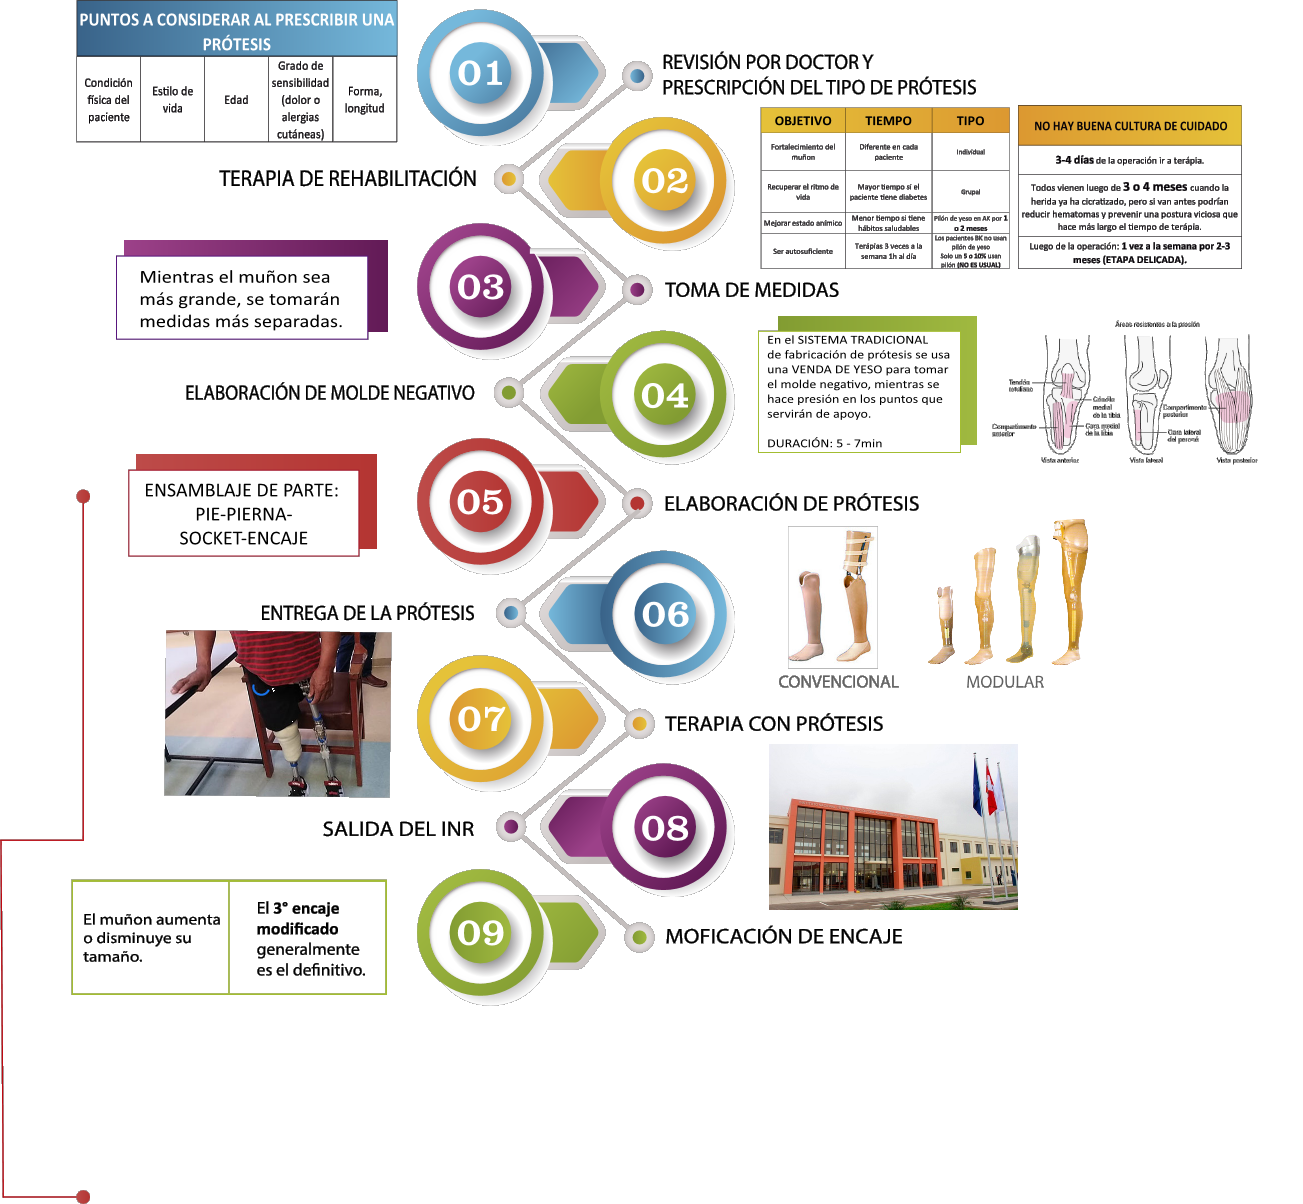 PUNTOS A CONSIDERAR AL PRESCRIBIR UNA
PRÓTESIS
Condición
física del
paciente
Estilo de
vida
Edad
Grado de
sensibilidad
(dolor o
alergias
cutáneas)
Forma,
longitud
01
REVISIÓN POR DOCTOR Y
PRESCRIPCIÓN DEL TIPO DE PRÓTESIS
TERAPIA DE REHABILITACIÓN
02
OBJETIVO TIEMPO TIPO
Fortalecimiento del
muñon
Diferente en cada
paciente
Individual
Recuperar el ritmo de
vida
Mayor tiempo si el
paciente tiene diabetes
Grupal
Mejorar estado anímico
Menor tiempo si tiene
hábitos saludables
Pilón de yeso en AK por 1
o 2 meses
Ser autosuficiente
Terápias 3 veces a la
semana 1h al día
Los pacientes BK no usan
pilón de yeso
Solo un 5 o 10% usan
pilón (NO ES USUAL)
NO HAY BUENA CULTURA DE CUIDADO
3-4 días de la operación ir a terápia.
Todos vienen luego de 3 o 4 meses cuando la
herida ya ha cicratizado, pero si van antes podrían
reducir hematomas y prevenir una postura viciosa que
hace más largo el tiempo de terápia.
Luego de la operación: 1 vez a la semana por 2-3
meses (ETAPA DELICADA).
Mientras el muñon sea
más grande, se tomarán
medidas más separadas.
03
TOMA DE MEDIDAS
ELABORACIÓN DE MOLDE NEGATIVO
04
En el SISTEMA TRADICIONAL
de fabricación de prótesis se usa
una VENDA DE YESO para tomar
el molde negativo, mientras se
hace presión en los puntos que
servirán de apoyo.
DURACIÓN: 5 - 7min
Áreas resistentes a la presión
Tendón
rotuliano
Compartimento
anterior
Cóndilo
medial
de la tibia
Cara medial
de la tibia
Vista anterior
Compartimento
posterior
Cara lateral
del peroné
Vista lateral
Vista posterior
ENSAMBLAJE DE PARTE:
PIE-PIERNA-
SOCKET-ENCAJE
05
ELABORACIÓN DE PRÓTESIS
CONVENCIONAL
MODULAR
ENTREGA DE LA PRÓTESIS
06
07
TERAPIA CON PRÓTESIS
SALIDA DEL INR
08
El muñon aumenta
o disminuye su
tamaño.
El 3° encaje
modificado
generalmente
es el definitivo.
09
MOFICACIÓN DE ENCAJE